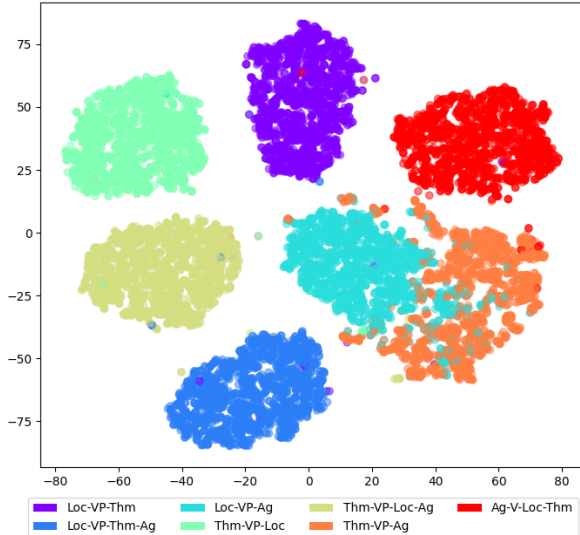 75
50
25
0
−25
−50
−75
−80 −60 −40 −20 0 20 40 60 80
Loc-VP-Thm Loc-VP-Ag Thm-VP-Loc-Ag Ag-V-Loc-Thm
Loc-VP-Thm-Ag Thm-VP-Loc Thm-VP-Ag